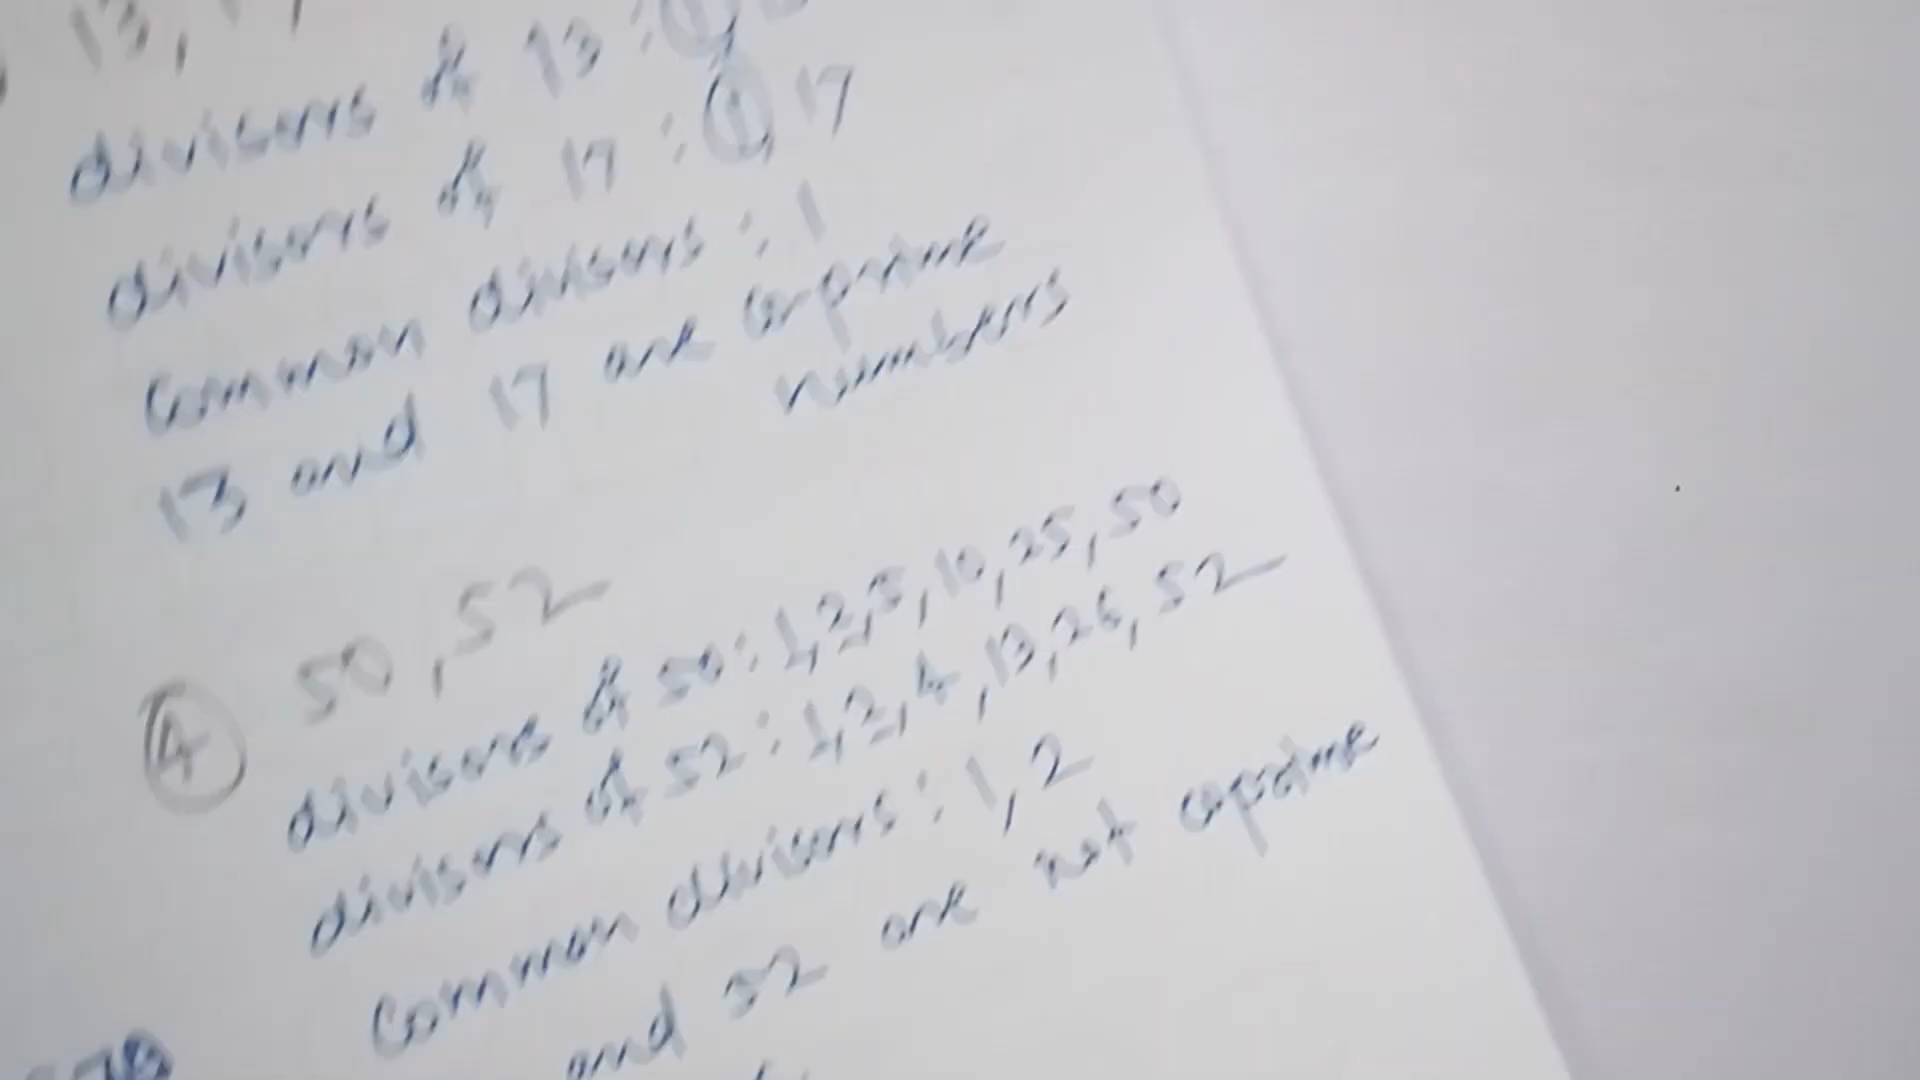 13,
divisors of 13 : 1,
divisors of 17 : 1, 17
Common divisors : 1
13 and 17 are coprime
numbers
4 50, 52
divisors of 50 : 1, 2, 5, 10, 25, 50
divisors of 52 : 1, 2, 4, 13, 26, 52
Common divisors : 1, 2
and 52 are not coprime